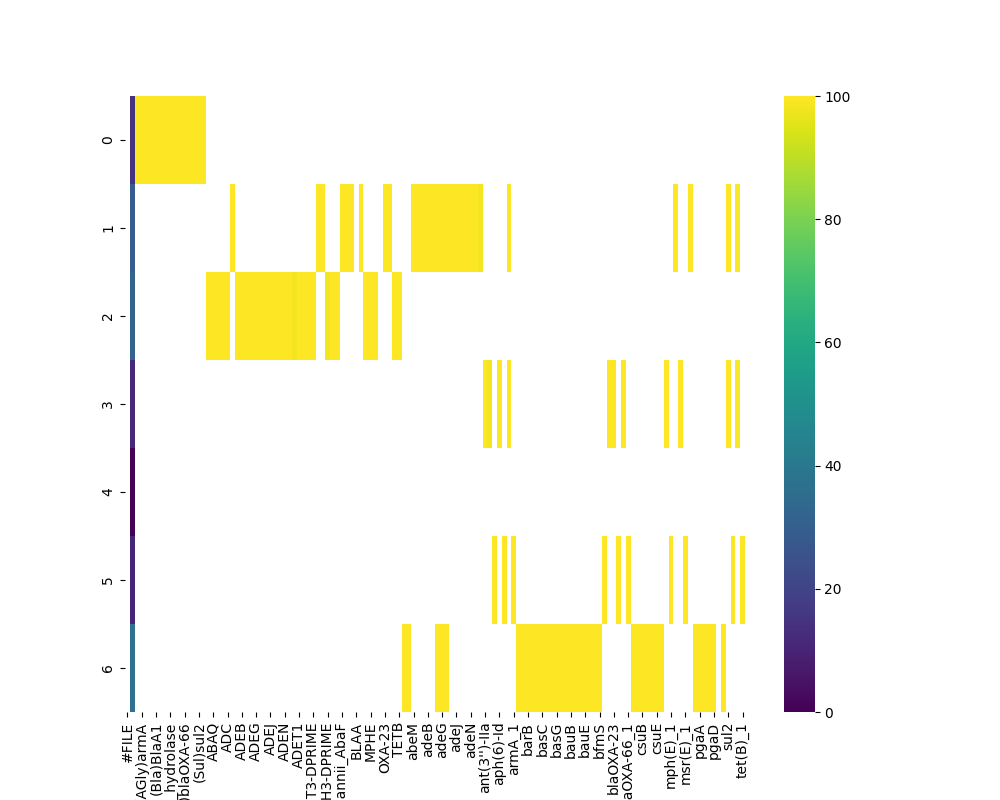 0
1
2
3
4
5
6
100
80
60
40
20
0
#FILE
AGly)armA
(Bla)BlaA1
hydrolase
)blaOXA-66
(Sul)sul2
ABAQ
ADC
ADEB
ADEG
ADEJ
ADEN
ADET1
T3-DPRIME
H3-DPRIME
annii_AbaF
BLAA
MPHE
OXA-23
TETB
abeM
adeB
adeG
adeJ
adeN
ant(3'')-IIa
aph(6)-Id
armA_1
barB
basC
basG
bauB
bauE
bfmS
blaOXA-23
aOXA-66_1
csuB
csuE
mph(E)_1
msr(E)_1
pgaA
pgaD
sul2
tet(B)_1